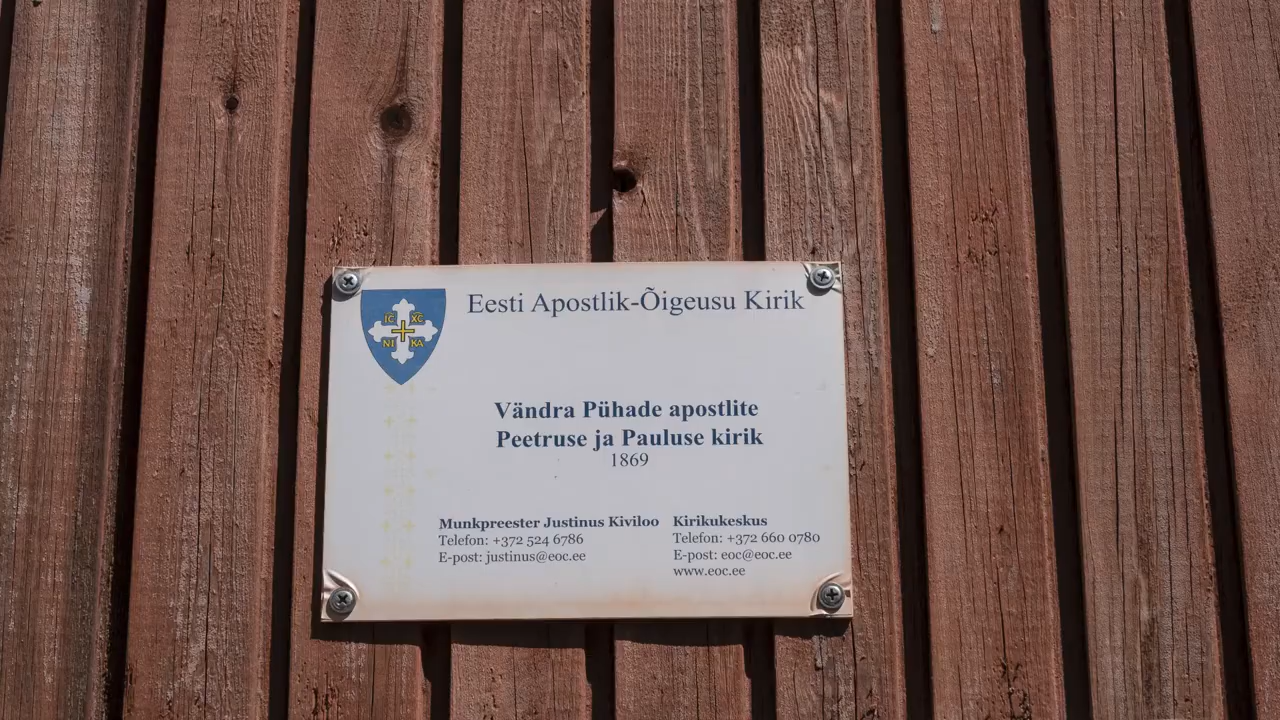 Eesti Apostlik-Õigeusu Kirik
IC XC
NI KA
Vändra Pühade apostlite
Peetruse ja Pauluse kirik
1869
Munkpreester Justinus Kiviloo
Telefon: +372 524 6786
E-post: justinus@eoc.ee
Kirikukeskus
Telefon: +372 660 0780
E-post: eoc@eoc.ee
www.eoc.ee